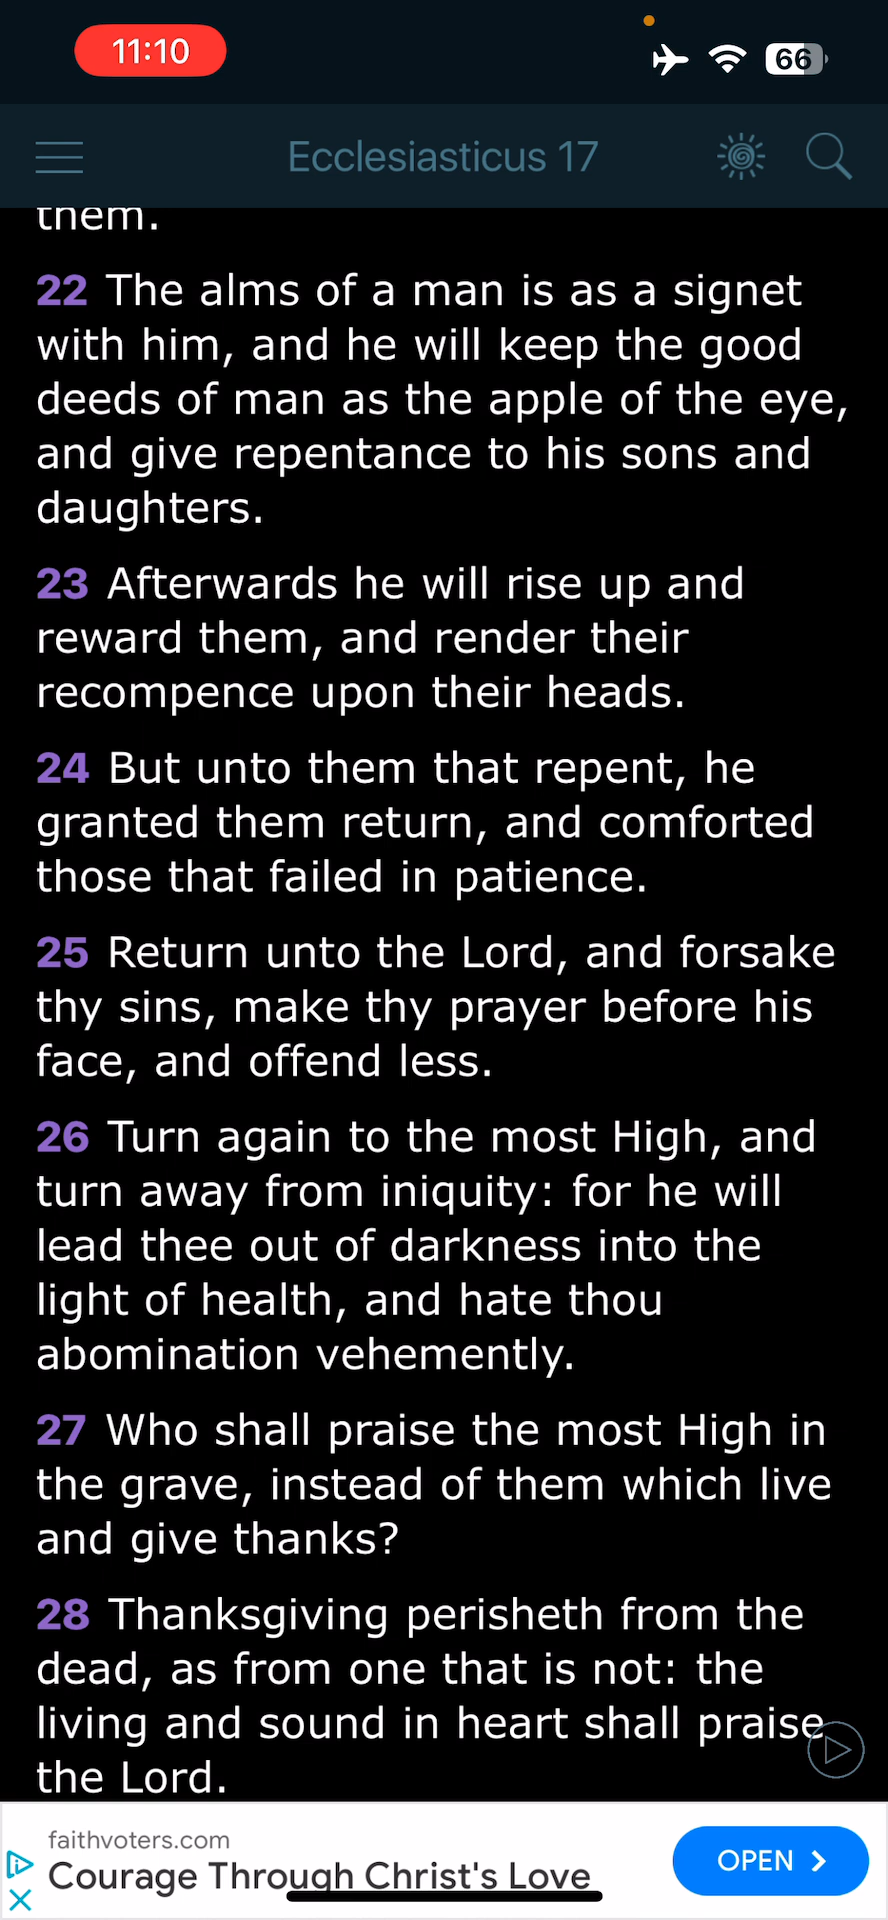 11:10
66
Ecclesiasticus 17
them.
22 The alms of a man is as a signet
with him, and he will keep the good
deeds of man as the apple of the eye,
and give repentance to his sons and
daughters.
23 Afterwards he will rise up and
reward them, and render their
recompence upon their heads.
24 But unto them that repent, he
granted them return, and comforted
those that failed in patience.
25 Return unto the Lord, and forsake
thy sins, make thy prayer before his
face, and offend less.
26 Turn again to the most High, and
turn away from iniquity: for he will
lead thee out of darkness into the
light of health, and hate thou
abomination vehemently.
27 Who shall praise the most High in
the grave, instead of them which live
and give thanks?
28 Thanksgiving perisheth from the
dead, as from one that is not: the
living and sound in heart shall praise
the Lord.
faithvoters.com
Courage Through Christ's Love
OPEN